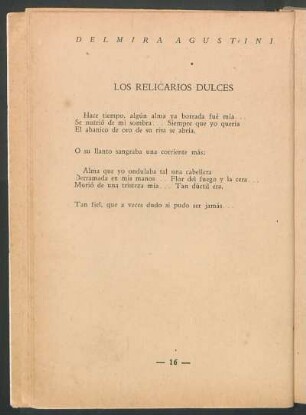 DELMIRA AGUSTINI
LOS RELICARIOS DULCES
Hace tiempo, algún alma ya borrada fué mía...
Se nutrió de mi sombra... Siempre que yo quería
El abanico de oro de su risa se abría,
O su llanto sangraba una corriente más;
Alma que yo ondulaba tal una cabellera
Derramada en mis manos... Flor del fuego y la cera...
Murió de una tristeza mía... Tan dúctil era,
Tan fiel, que a veces dudo si pudo ser jamás...
— 16 —